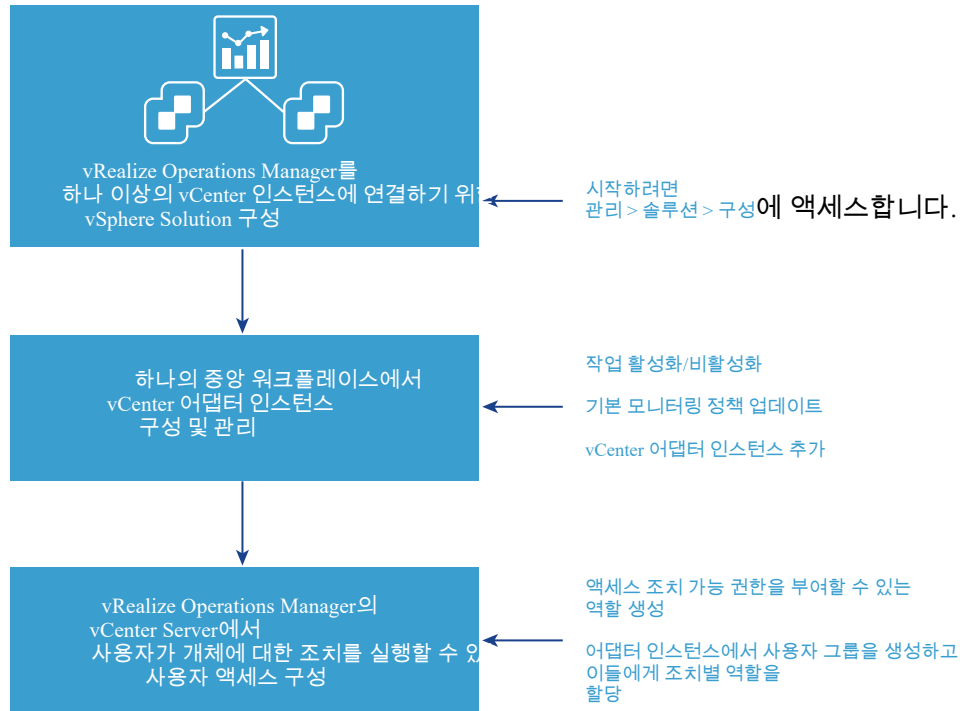 vRealize Operations Manager를
하나 이상의 vCenter 인스턴스에 연결하기
vSphere Solution 구성
시작하려면
관리 > 솔루션 > 구성에 액세스합니다.
하나의 중앙 워크플레이스에서
vCenter 어댑터 인스턴스
구성 및 관리
작업 활성화/비활성화
기본 모니터링 정책 업데이트
vCenter 어댑터 인스턴스 추가
vRealize Operations Manager의
vCenter Server에서
사용자가 개체에 대한 조치를 실행할 수
사용자 액세스 구성
액세스 조치 가능 권한을 부여할 수 있는
역할 생성
어댑터 인스턴스에서 사용자 그룹을 생성하고
이들에게 조치별 역할을
할당